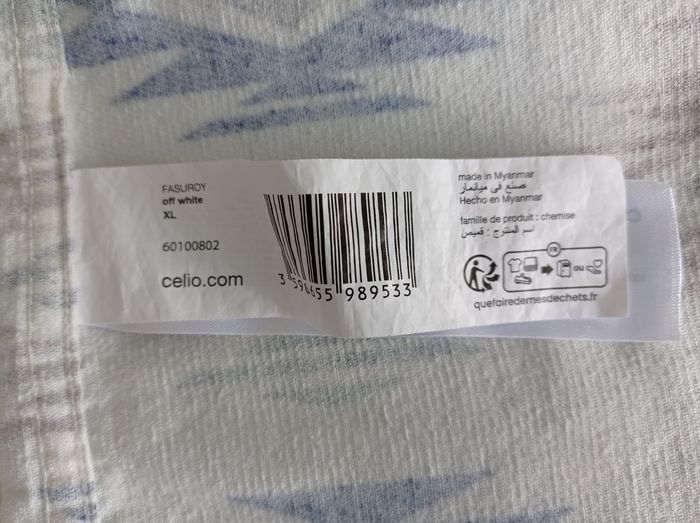 FASUROY
off white
XL
60100802
celio.com
3 596655 989533
made in Myanmar
صنع في ميانمار
Hecho en Myanmar
famille de produit : chemise
اسم المنتوج : قميص
FR
ou
quefairedemesdechets.fr